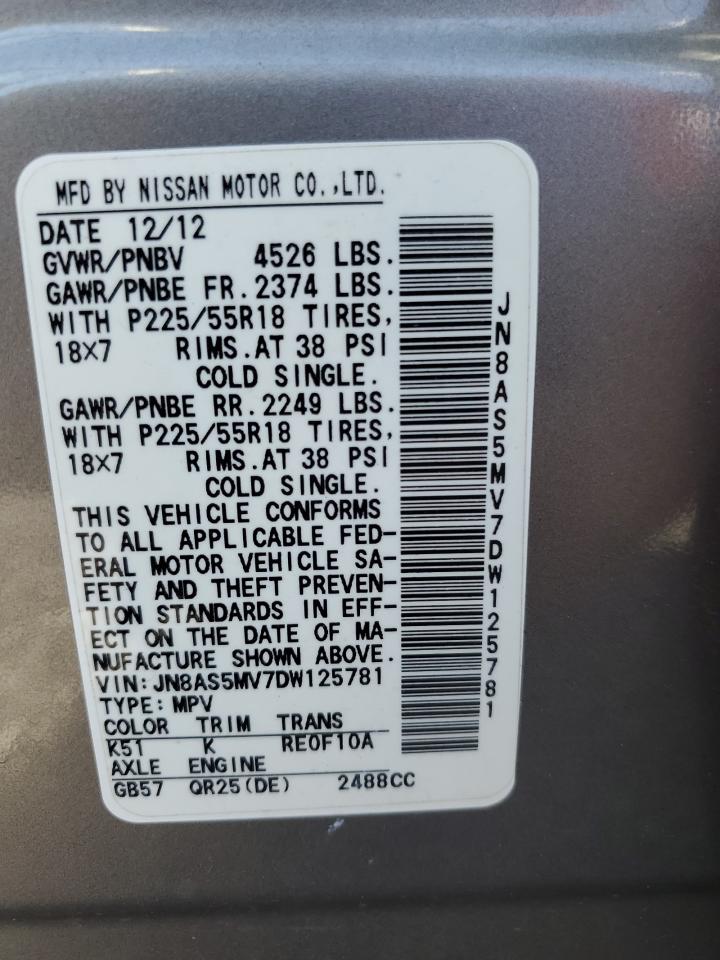 MFD BY NISSAN MOTOR CO.,LTD.
DATE 12/12
GVWR/PNBV 4526 LBS.
GAWR/PNBE FR.2374 LBS.
WITH P225/55R18 TIRES,
18X7 RIMS.AT 38 PSI
COLD SINGLE.
GAWR/PNBE RR.2249 LBS.
WITH P225/55R18 TIRES,
18X7 RIMS.AT 38 PSI
COLD SINGLE.
THIS VEHICLE CONFORMS
TO ALL APPLICABLE FED-
ERAL MOTOR VEHICLE SA-
FETY AND THEFT PREVEN-
TION STANDARDS IN EFF-
ECT ON THE DATE OF MA-
NUFACTURE SHOWN ABOVE.
VIN:JN8AS5MV7DW125781
TYPE:MPV
COLOR TRIM TRANS
K51 K RE0F10A
AXLE ENGINE
GB57 QR25(DE) 2488CC
JN8AS5MV7DW125781